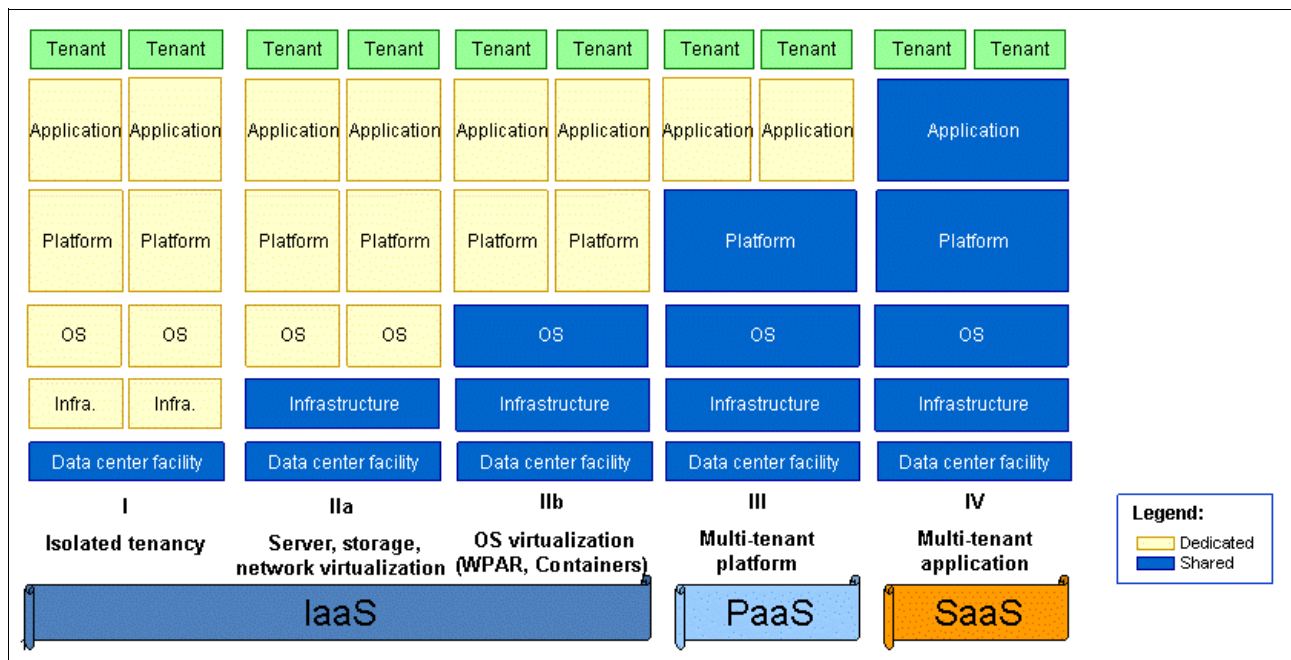 Tenant Tenant Tenant Tenant Tenant Tenant Tenant Tenant Tenant Tenant
Application Application Application Application Application Application Application Application Application
Platform Platform Platform Platform Platform Platform Platform Platform
OS OS OS OS OS OS OS
Infra. Infra. Infrastructure Infrastructure Infrastructure Infrastructure
Data center facility Data center facility Data center facility Data center facility Data center facility
I IIa IIb III IV
Isolated tenancy
Server, storage,
network virtualization
OS virtualization
(WPAR, Containers)
Multi-tenant
platform
Multi-tenant
application
IaaS PaaS SaaS
Legend:
Dedicated
Shared